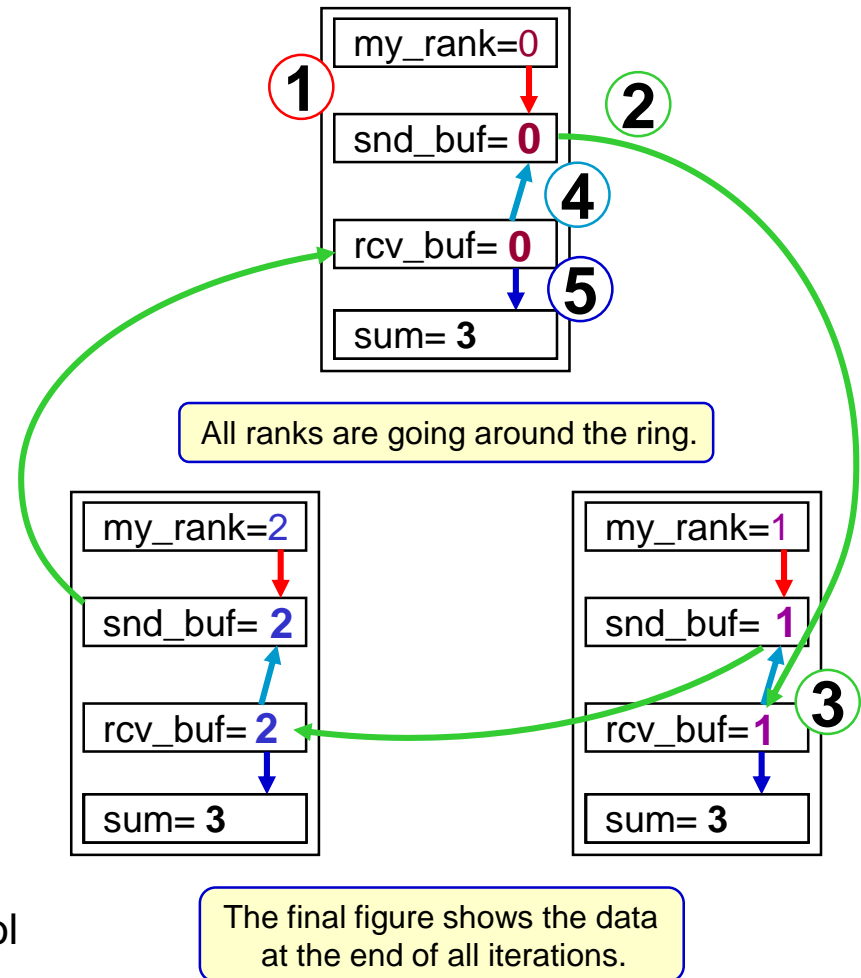 my_rank=0
1
2
snd_buf= 0
4
rcv_buf= 0
5
sum= 3
All ranks are going around the ring.
my_rank=2
snd_buf= 2
rcv_buf= 2
sum= 3
my_rank=1
snd_buf= 1
rcv_buf=1
3
sum= 3
ol
The final figure shows the data
at the end of all iterations.